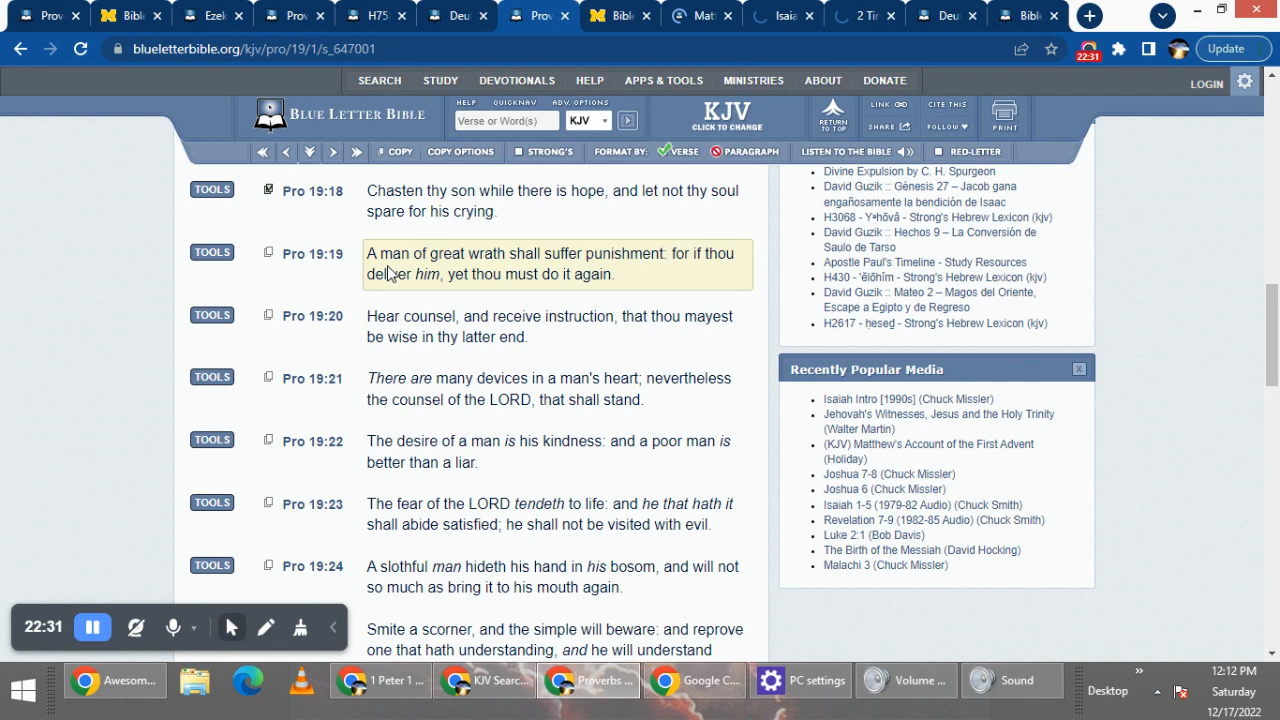 Prov
Bible
Ezek
Prov
H75
Deu
Prov
Bible
Matt
Isaia
2 Tir
Deut
Bible
blueletterbible.org/kjv/pro/19/1/s_647001
22:31
Update
SEARCH STUDY DEVOTIONALS HELP APPS & TOOLS MINISTRIES ABOUT DONATE
LOGIN
BLUE LETTER BIBLE
HELP QUICKNAV ADV. OPTIONS
Verse or Word(s) KJV
KJV
CLICK TO CHANGE
RETURN TO TOP
LINK CITE THIS
SHARE FOLLOW
PRINT
COPY COPY OPTIONS STRONG'S FORMAT BY: VERSE PARAGRAPH LISTEN TO THE BIBLE RED-LETTER
TOOLS Pro 19:18 Chasten thy son while there is hope, and let not thy soul
spare for his crying.
TOOLS Pro 19:19 A man of great wrath shall suffer punishment: for if thou
deliver him, yet thou must do it again.
TOOLS Pro 19:20 Hear counsel, and receive instruction, that thou mayest
be wise in thy latter end.
TOOLS Pro 19:21 There are many devices in a man's heart; nevertheless
the counsel of the LORD, that shall stand.
TOOLS Pro 19:22 The desire of a man is his kindness: and a poor man is
better than a liar.
TOOLS Pro 19:23 The fear of the LORD tendeth to life: and he that hath it
shall abide satisfied; he shall not be visited with evil.
TOOLS Pro 19:24 A slothful man hideth his hand in his bosom, and will not
so much as bring it to his mouth again.
Smite a scorner, and the simple will beware: and reprove
one that hath understanding, and he will understand
Divine Expulsion by C. H. Spurgeon
David Guzik :: Génesis 27 – Jacob gana
engañosamente la bendición de Isaac
H3068 - Yᵊhōvâ - Strong's Hebrew Lexicon (kjv)
David Guzik :: Hechos 9 – La Conversión de
Saulo de Tarso
Apostle Paul's Timeline - Study Resources
H430 - 'ĕlōhîm - Strong's Hebrew Lexicon (kjv)
David Guzik :: Mateo 2 – Magos del Oriente,
Escape a Egipto y de Regreso
H2617 - ḥeseḏ - Strong's Hebrew Lexicon (kjv)
Recently Popular Media
Isaiah Intro [1990s] (Chuck Missler)
Jehovah's Witnesses, Jesus and the Holy Trinity
(Walter Martin)
(KJV) Matthew's Account of the First Advent
(Holiday)
Joshua 7-8 (Chuck Missler)
Joshua 6 (Chuck Missler)
Isaiah 1-5 (1979-82 Audio) (Chuck Smith)
Revelation 7-9 (1982-85 Audio) (Chuck Smith)
Luke 2:1 (Bob Davis)
The Birth of the Messiah (David Hocking)
Malachi 3 (Chuck Missler)
22:31
Awesom...
1 Peter 1 ...
KJV Searc...
Proverbs ...
Google C...
PC settings
Volume ...
Sound
Desktop
12:12 PM
Saturday
12/17/2022